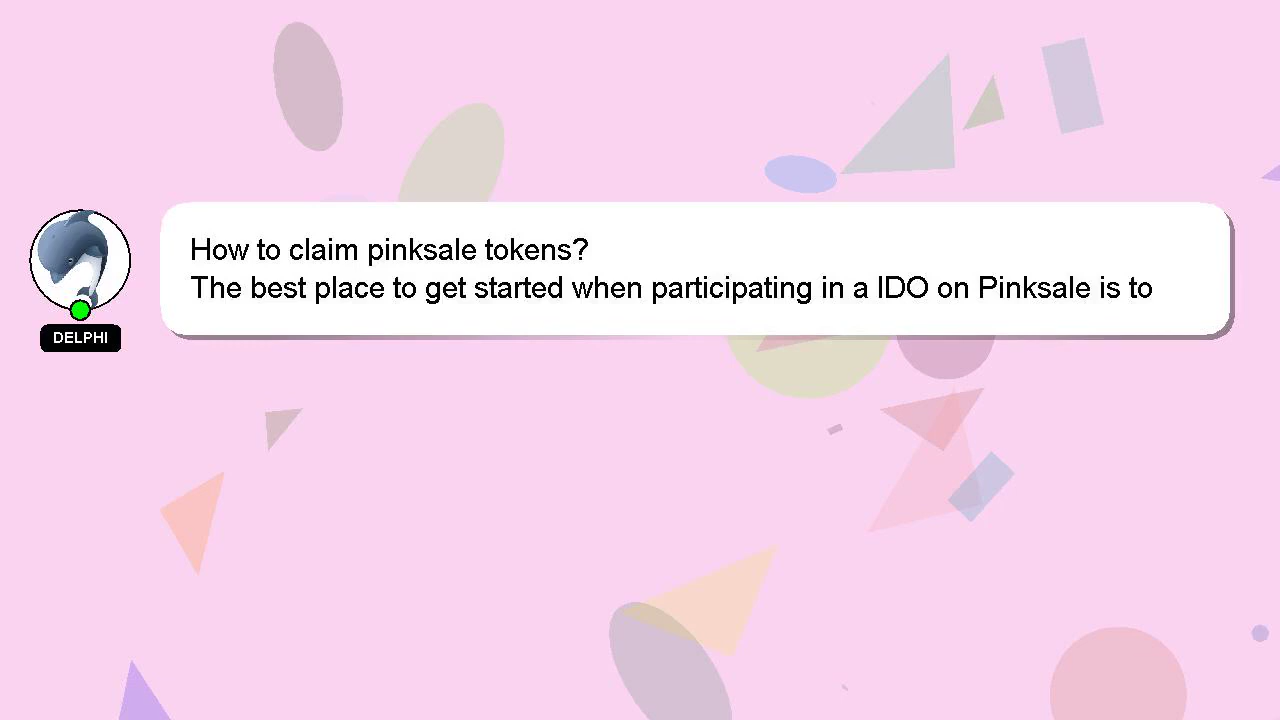 How to claim pinksale tokens?
The best place to get started when participating in a IDO on Pinksale is to
DELPHI